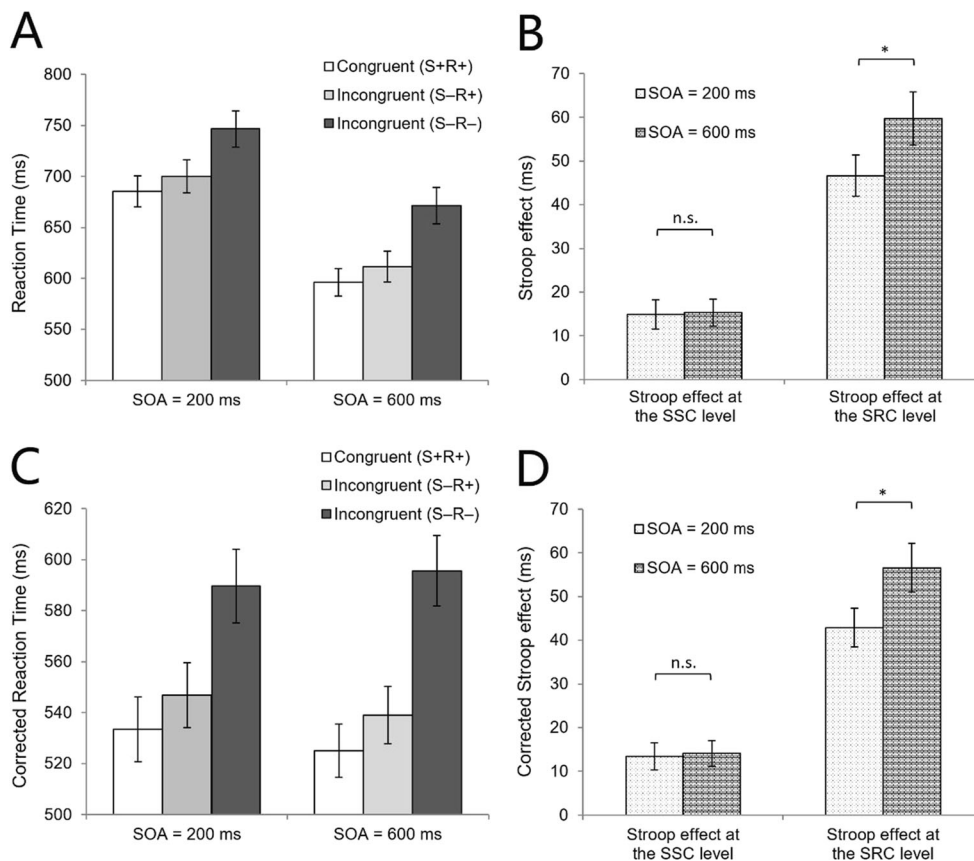 A
Reaction Time (ms)
800
750
700
650
600
550
500
Congruent (S+R+)
Incongruent (S–R+)
Incongruent (S–R–)
SOA = 200 ms
SOA = 600 ms
B
Stroop effect (ms)
70
60
50
40
30
20
10
0
SOA = 200 ms
SOA = 600 ms
n.s.
*
Stroop effect at
the SSC level
Stroop effect at
the SRC level
C
Corrected Reaction Time (ms)
620
600
580
560
540
520
500
Congruent (S+R+)
Incongruent (S–R+)
Incongruent (S–R–)
SOA = 200 ms
SOA = 600 ms
D
Corrected Stroop effect (ms)
70
60
50
40
30
20
10
0
SOA = 200 ms
SOA = 600 ms
n.s.
*
Stroop effect at
the SSC level
Stroop effect at
the SRC level